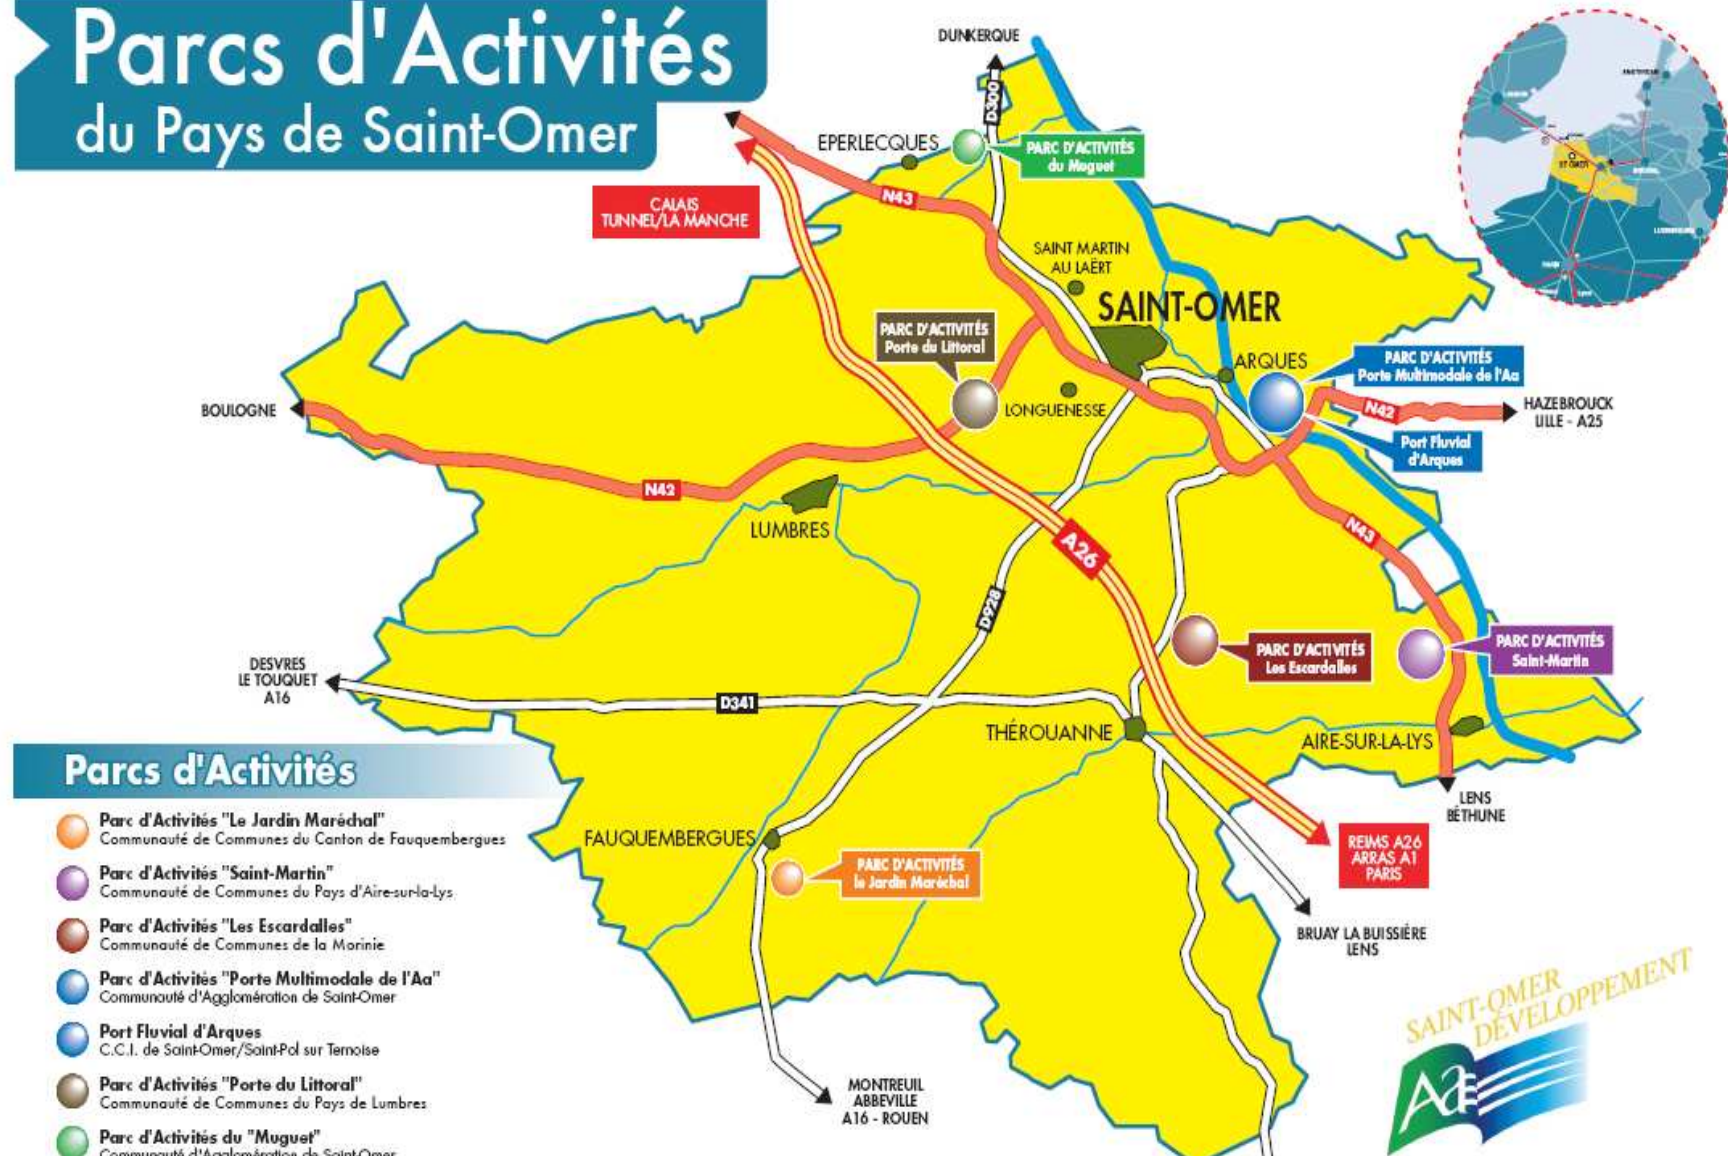 Parcs d'Activités
du Pays de Saint-Omer
DUNKERQUE
D300
EPERLECQUES
PARC D'ACTIVITÉS
du Muguet
CALAIS
TUNNEL/LA MANCHE
N43
SAINT MARTIN
AU LAËRT
SAINT-OMER
ST OMER
PARC D'ACTIVITÉS
Porte du Littoral
ARQUES
PARC D'ACTIVITÉS
Porte Multimodale de l'Aa
BOULOGNE
LONGUENESSE
N42
HAZEBROUCK
LILLE - A25
Port Fluvial
d'Arques
N42
LUMBRES
A26
N43
D928
PARC D'ACTIVITÉS
Les Escardalles
PARC D'ACTIVITÉS
Saint-Martin
DESVRES
LE TOUQUET
A16
D341
THÉROUANNE
AIRE-SUR-LA-LYS
LENS
BÉTHUNE
FAUQUEMBERGUES
PARC D'ACTIVITÉS
le Jardin Maréchal
REIMS A26
ARRAS A1
PARIS
BRUAY LA BUISSIÈRE
LENS
MONTREUIL
ABBEVILLE
A16 - ROUEN
Parcs d'Activités
Parc d'Activités "Le Jardin Maréchal"
Communauté de Communes du Canton de Fauquembergues
Parc d'Activités "Saint-Martin"
Communauté de Communes du Pays d'Aire-sur-la-Lys
Parc d'Activités "Les Escardalles"
Communauté de Communes de la Morinie
Parc d'Activités "Porte Multimodale de l'Aa"
Communauté d'Agglomération de Saint-Omer
Port Fluvial d'Arques
C.C.I. de Saint-Omer/Saint-Pol sur Ternoise
Parc d'Activités "Porte du Littoral"
Communauté de Communes du Pays de Lumbres
Parc d'Activités du "Muguet"
Communauté d'Agglomération de Saint-Omer
SAINT-OMER
DÉVELOPPEMENT